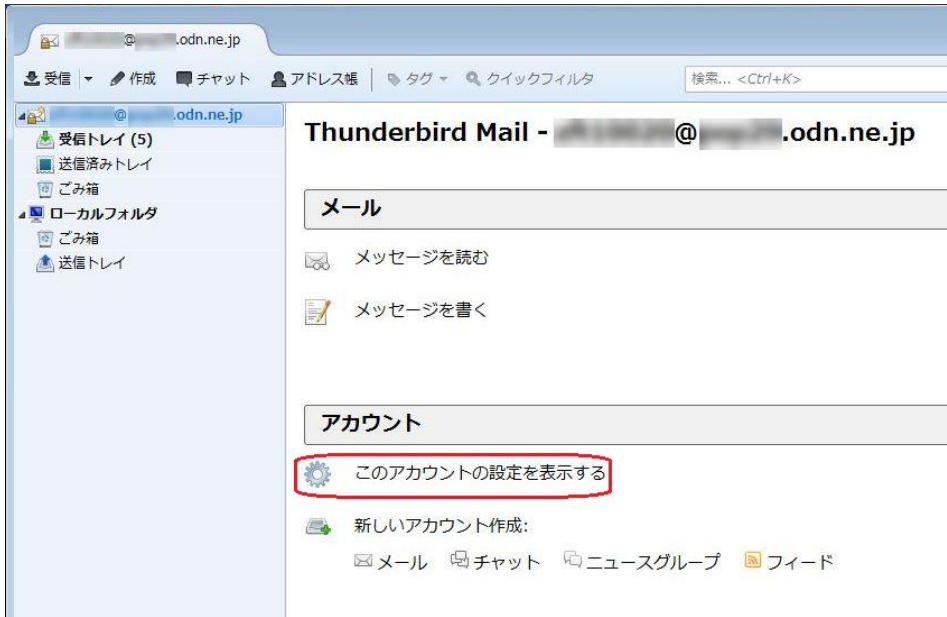 @ .odn.ne.jp
受信 作成 チャット アドレス帳 タグ クイックフィルタ 検索... <Ctrl+K>
@ .odn.ne.jp
受信トレイ (5)
送信済みトレイ
ごみ箱
ローカルフォルダ
ごみ箱
送信トレイ
Thunderbird Mail - @ .odn.ne.jp
メール
メッセージを読む
メッセージを書く
アカウント
このアカウントの設定を表示する
新しいアカウント作成:
メール チャット ニュースグループ フィード